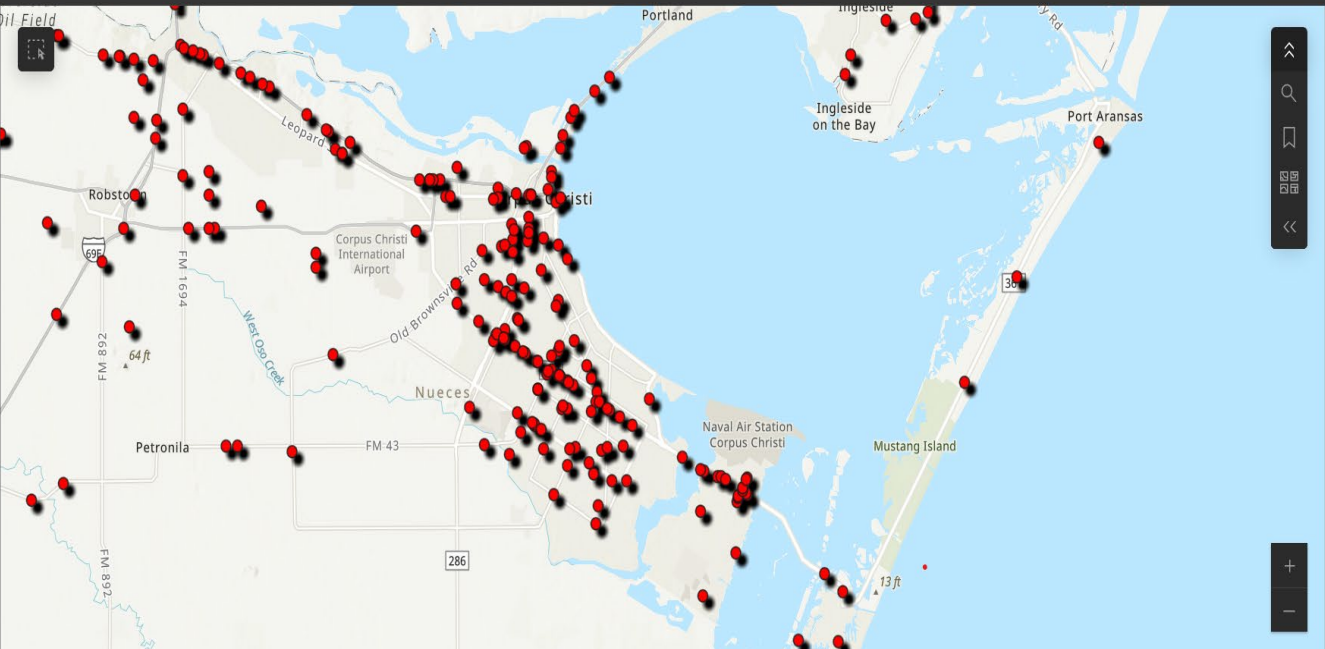 Oil Field
Portland
Ingleside
Leopard
Ingleside
on the Bay
Port Aransas
Robstown
Christi
69E
Corpus Christi
International
Airport
FM 1694
Old Brownsville Rd
West Oso Creek
FM 892
64 ft
Nueces
Naval Air Station
Corpus Christi
Mustang Island
Petronila
FM 43
286
FM 892
13 ft